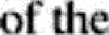 of the